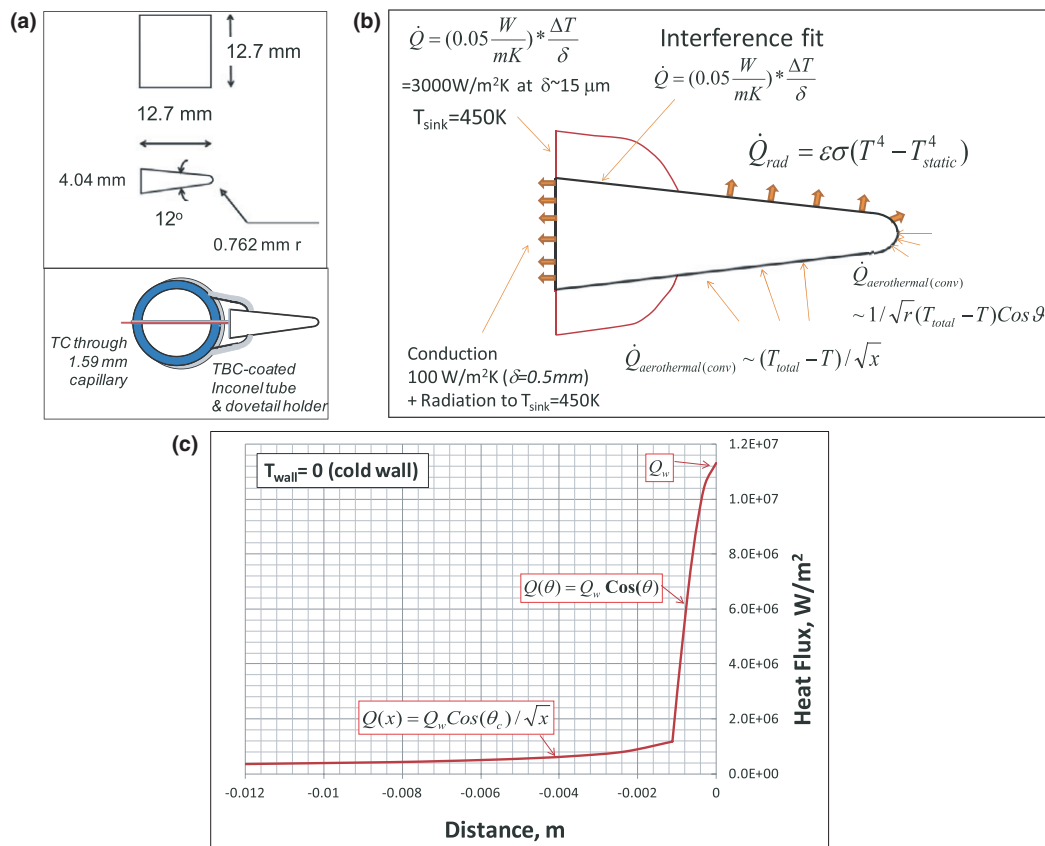 (a)
12.7 mm
12.7 mm
4.04 mm
12º
0.762 mm r
TC through
1.59 mm
capillary
TBC-coated
Inconel tube
& dovetail holder
(b)
Q̇ = (0.05 W/mK) * ΔT/δ
=3000W/m²K at δ~15 μm
T_sink=450K
Interference fit
Q̇ = (0.05 W/mK) * ΔT/δ
Q̇_rad = εσ(T⁴ − T⁴_static)
Q̇_aerothermal(conv)
~ 1/√r (T_total − T)Cosϑ
Conduction
100 W/m²K (δ=0.5mm)
+ Radiation to T_sink=450K
Q̇_aerothermal(conv) ~ (T_total − T)/√x
(c)
T_wall= 0 (cold wall)
Q_w
Q(θ) = Q_w Cos(θ)
Q(x) = Q_w Cos(θ_c)/√x
1.2E+07
1.0E+07
8.0E+06
6.0E+06
4.0E+06
2.0E+06
0.0E+00
Heat Flux, W/m²
-0.012 -0.01 -0.008 -0.006 -0.004 -0.002 0
Distance, m